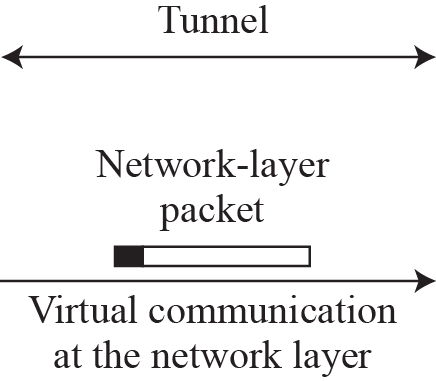 Tunnel
Network-layer
packet
Virtual communication
at the network layer